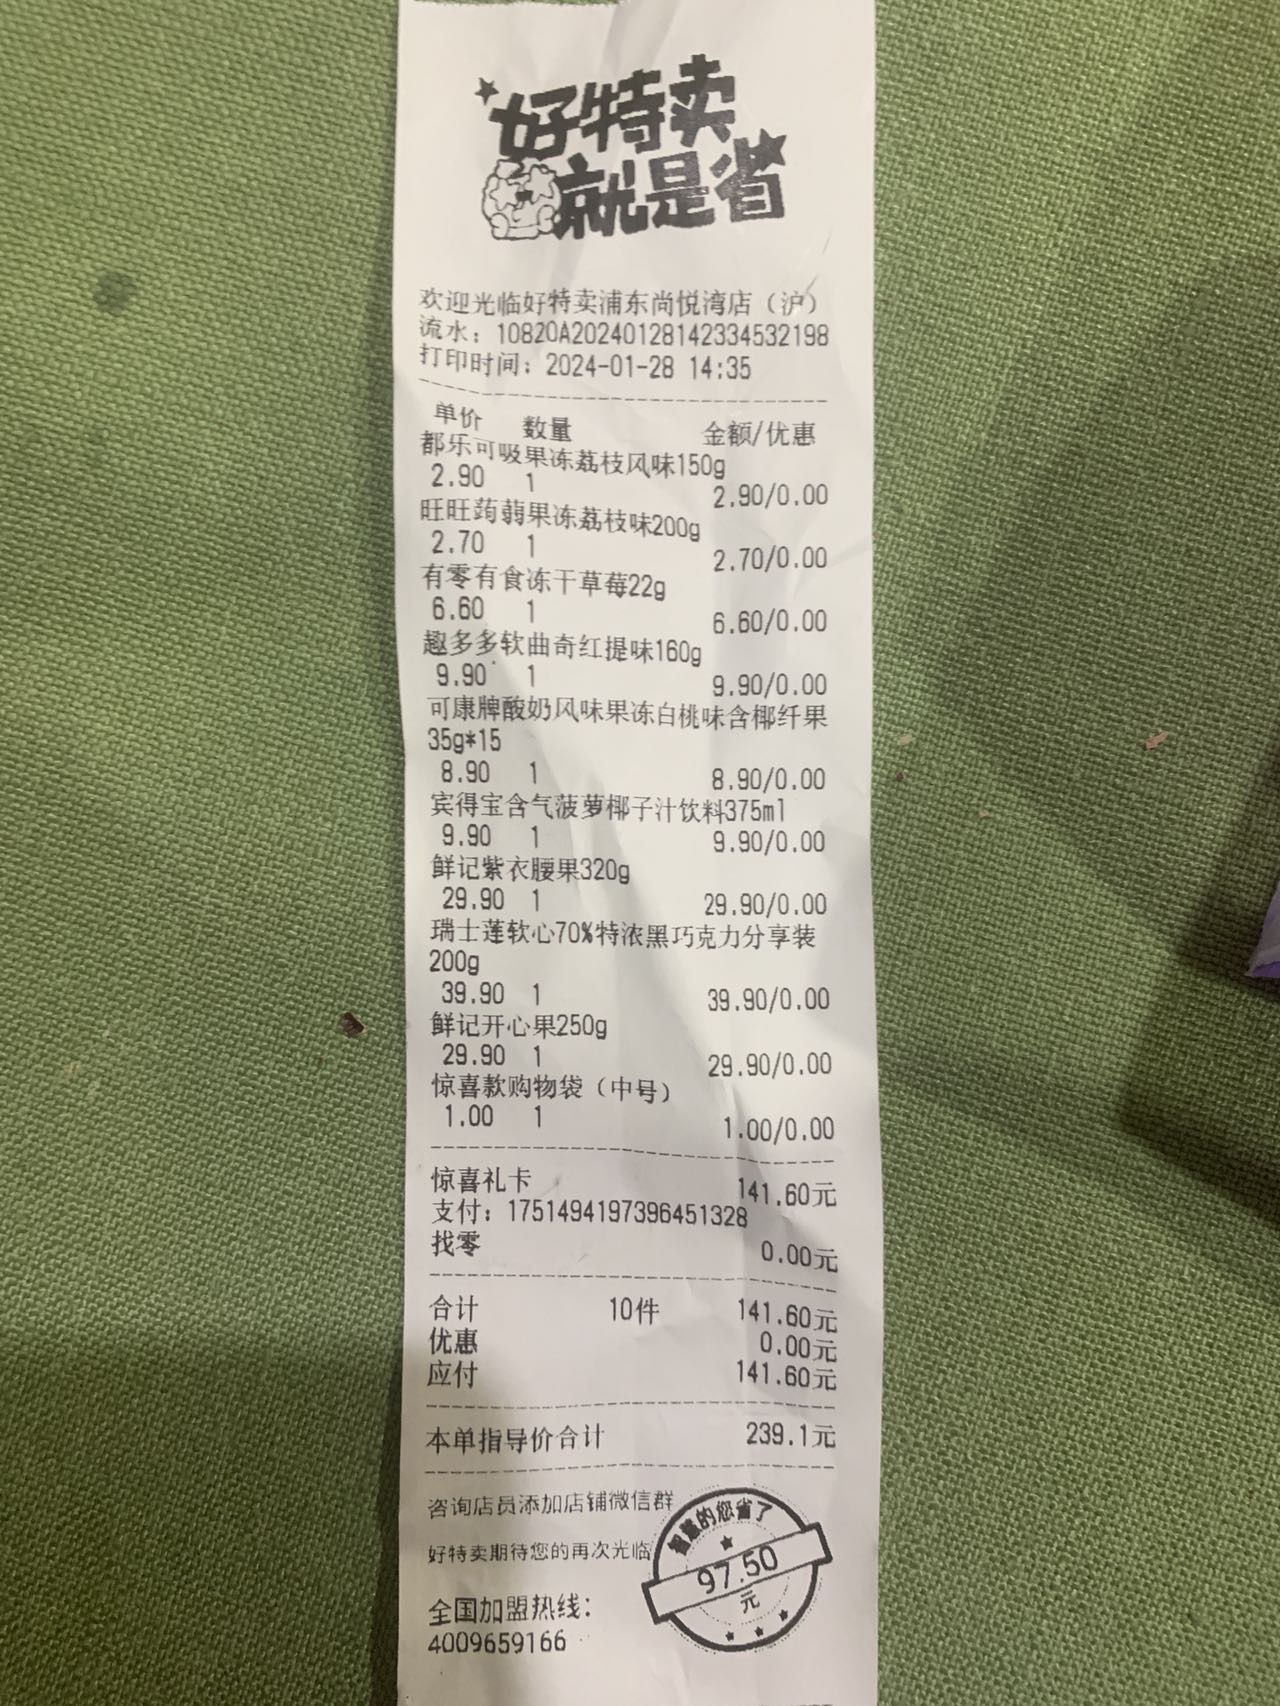 好特卖
就是省
欢迎光临好特卖浦东尚悦湾店（沪）
流水：10820A20240128142334532198
打印时间：2024-01-28 14:35
单价 数量 金额/优惠
都乐可吸果冻荔枝风味150g
2.90 1 2.90/0.00
旺旺蒟蒻果冻荔枝味200g
2.70 1 2.70/0.00
有零有食冻干草莓22g
6.60 1 6.60/0.00
趣多多软曲奇红提味160g
9.90 1 9.90/0.00
可康牌酸奶风味果冻白桃味含椰纤果
35g*15
8.90 1 8.90/0.00
宾得宝含气菠萝椰子汁饮料375ml
9.90 1 9.90/0.00
鲜记紫衣腰果320g
29.90 1 29.90/0.00
瑞士莲软心70%特浓黑巧克力分享装
200g
39.90 1 39.90/0.00
鲜记开心果250g
29.90 1 29.90/0.00
惊喜款购物袋（中号）
1.00 1 1.00/0.00
惊喜礼卡 141.60元
支付：1751494197396451328
找零 0.00元
合计 10件 141.60元
优惠 0.00元
应付 141.60元
本单指导价合计 239.1元
咨询店员添加店铺微信群
好特卖期待您的再次光临
全国加盟热线：
4009659166
智慧的您省了
97.50
元